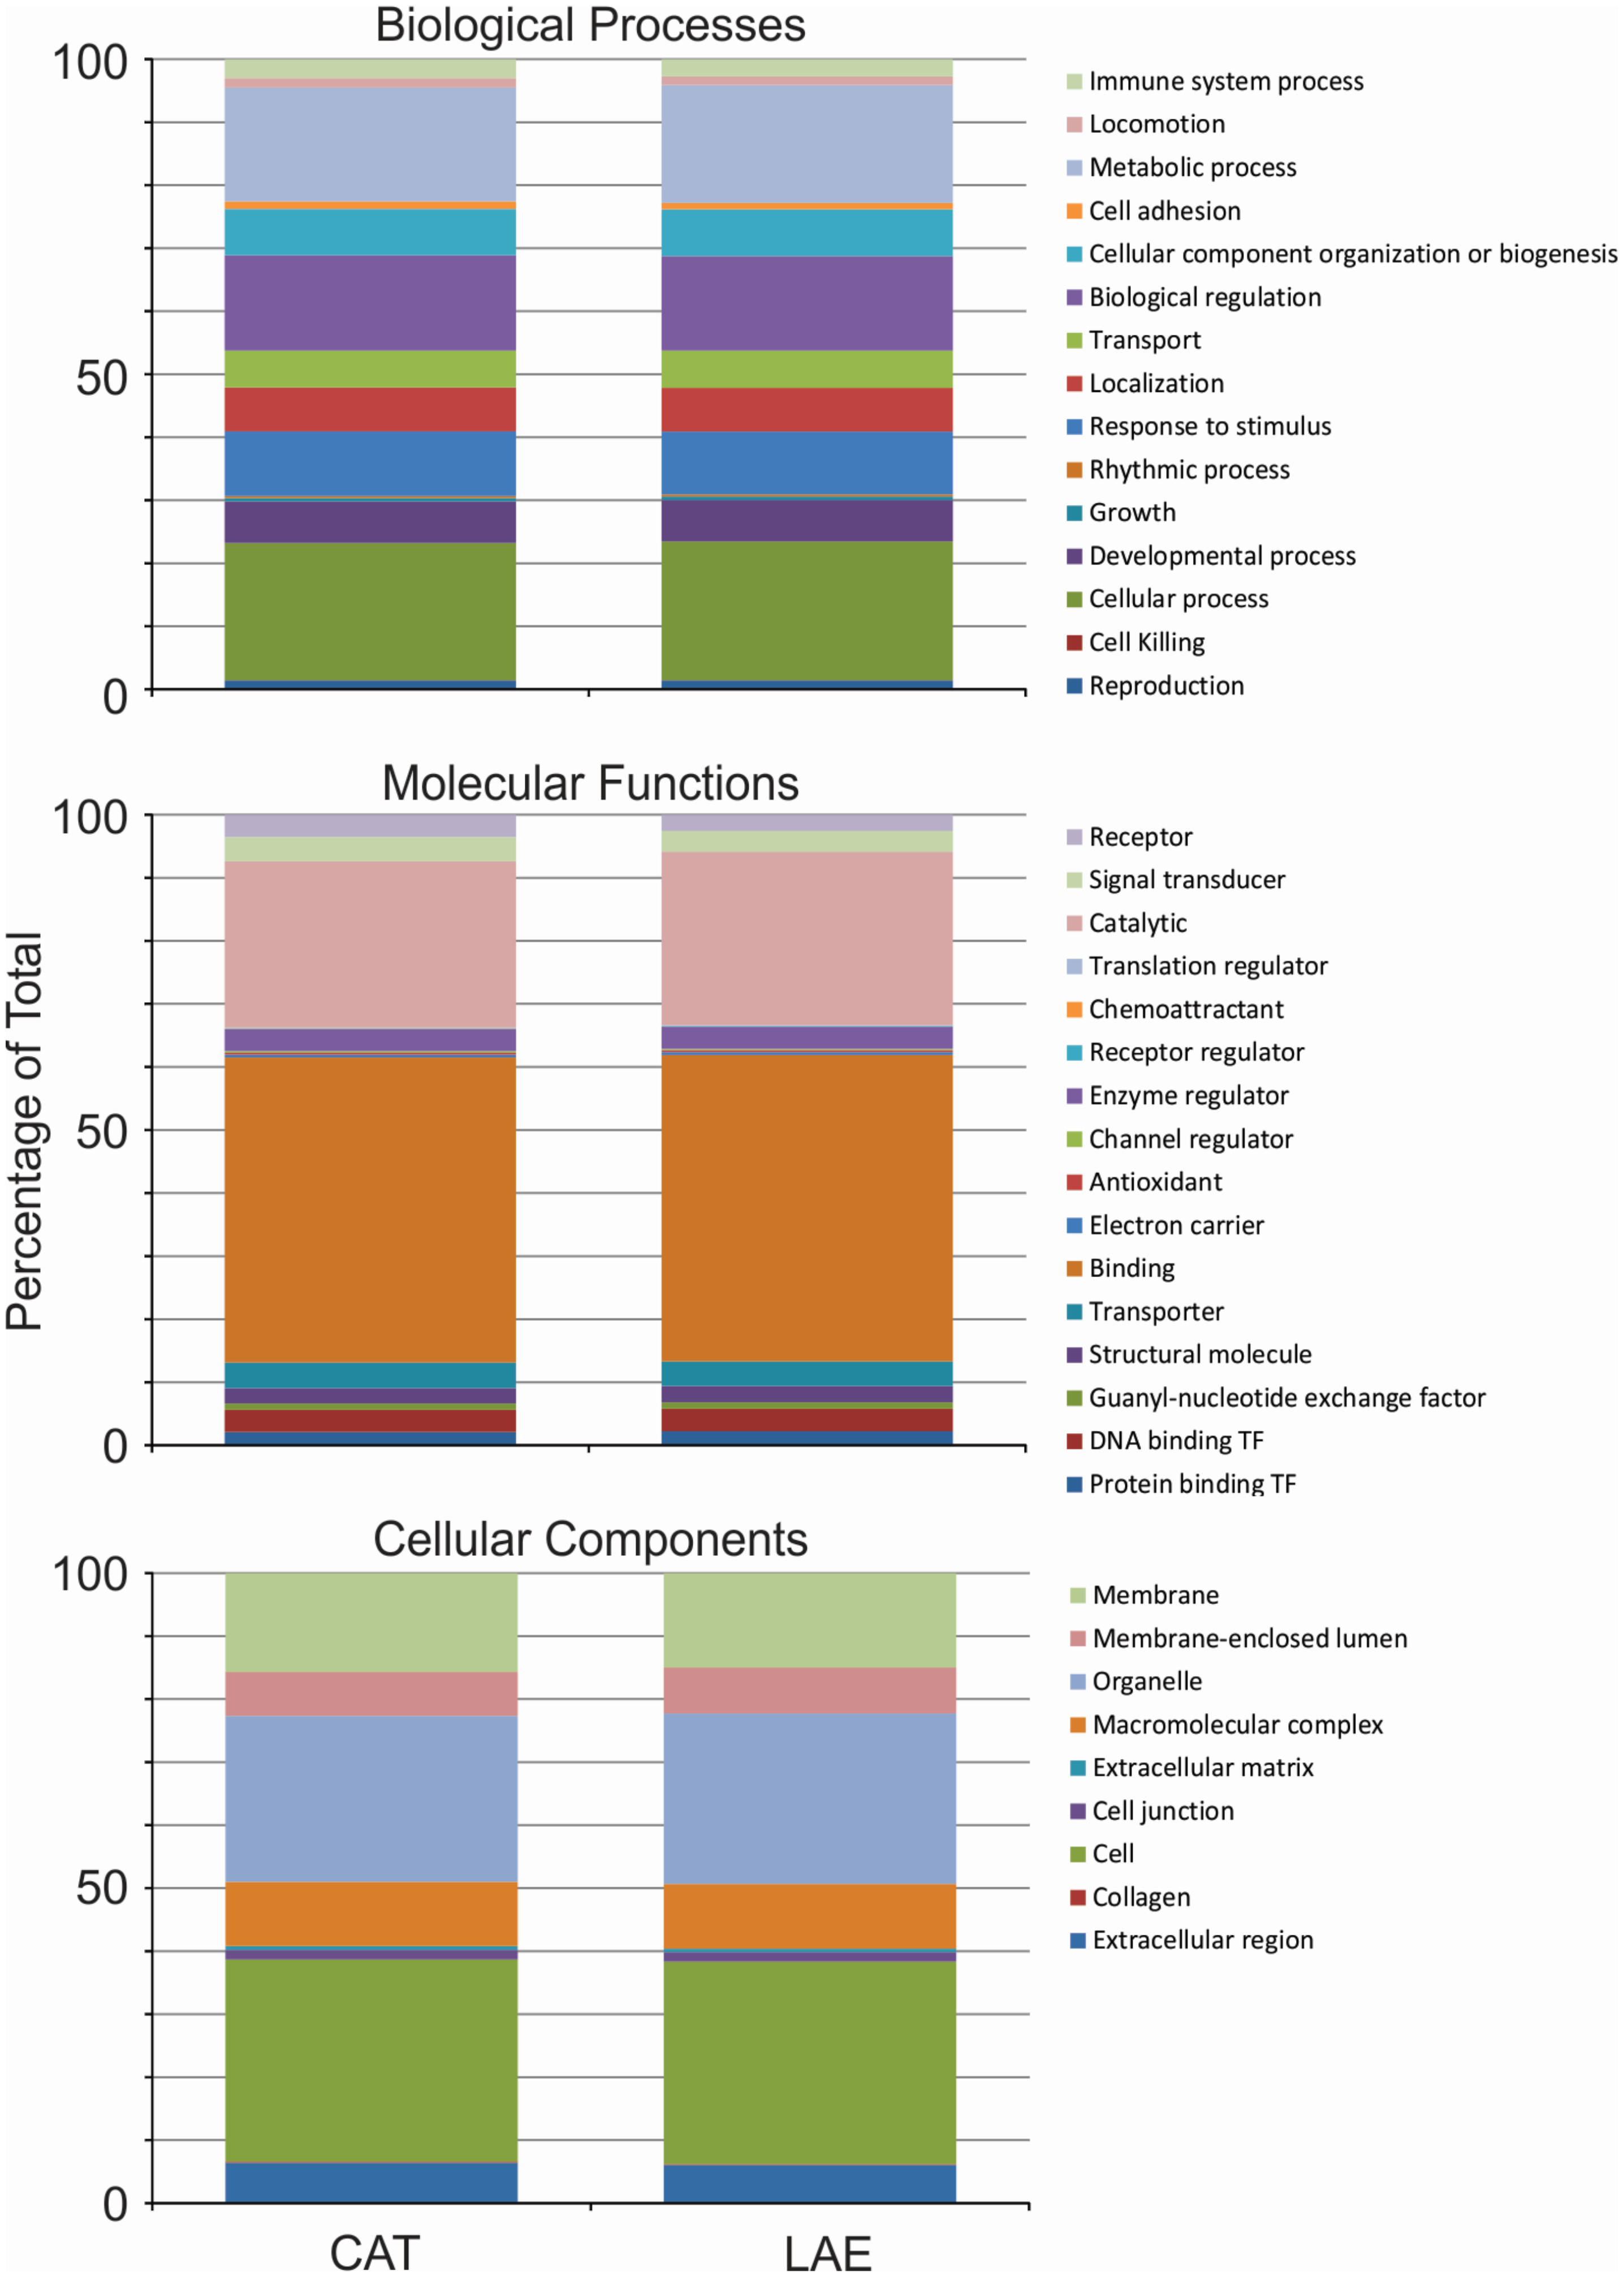 Biological Processes
100
50
0
Immune system process
Locomotion
Metabolic process
Cell adhesion
Cellular component organization or biogenesis
Biological regulation
Transport
Localization
Response to stimulus
Rhythmic process
Growth
Developmental process
Cellular process
Cell Killing
Reproduction
Percentage of Total
Molecular Functions
100
50
0
Receptor
Signal transducer
Catalytic
Translation regulator
Chemoattractant
Receptor regulator
Enzyme regulator
Channel regulator
Antioxidant
Electron carrier
Binding
Transporter
Structural molecule
Guanyl-nucleotide exchange factor
DNA binding TF
Protein binding TF
Cellular Components
100
50
0
Membrane
Membrane-enclosed lumen
Organelle
Macromolecular complex
Extracellular matrix
Cell junction
Cell
Collagen
Extracellular region
CAT
LAE